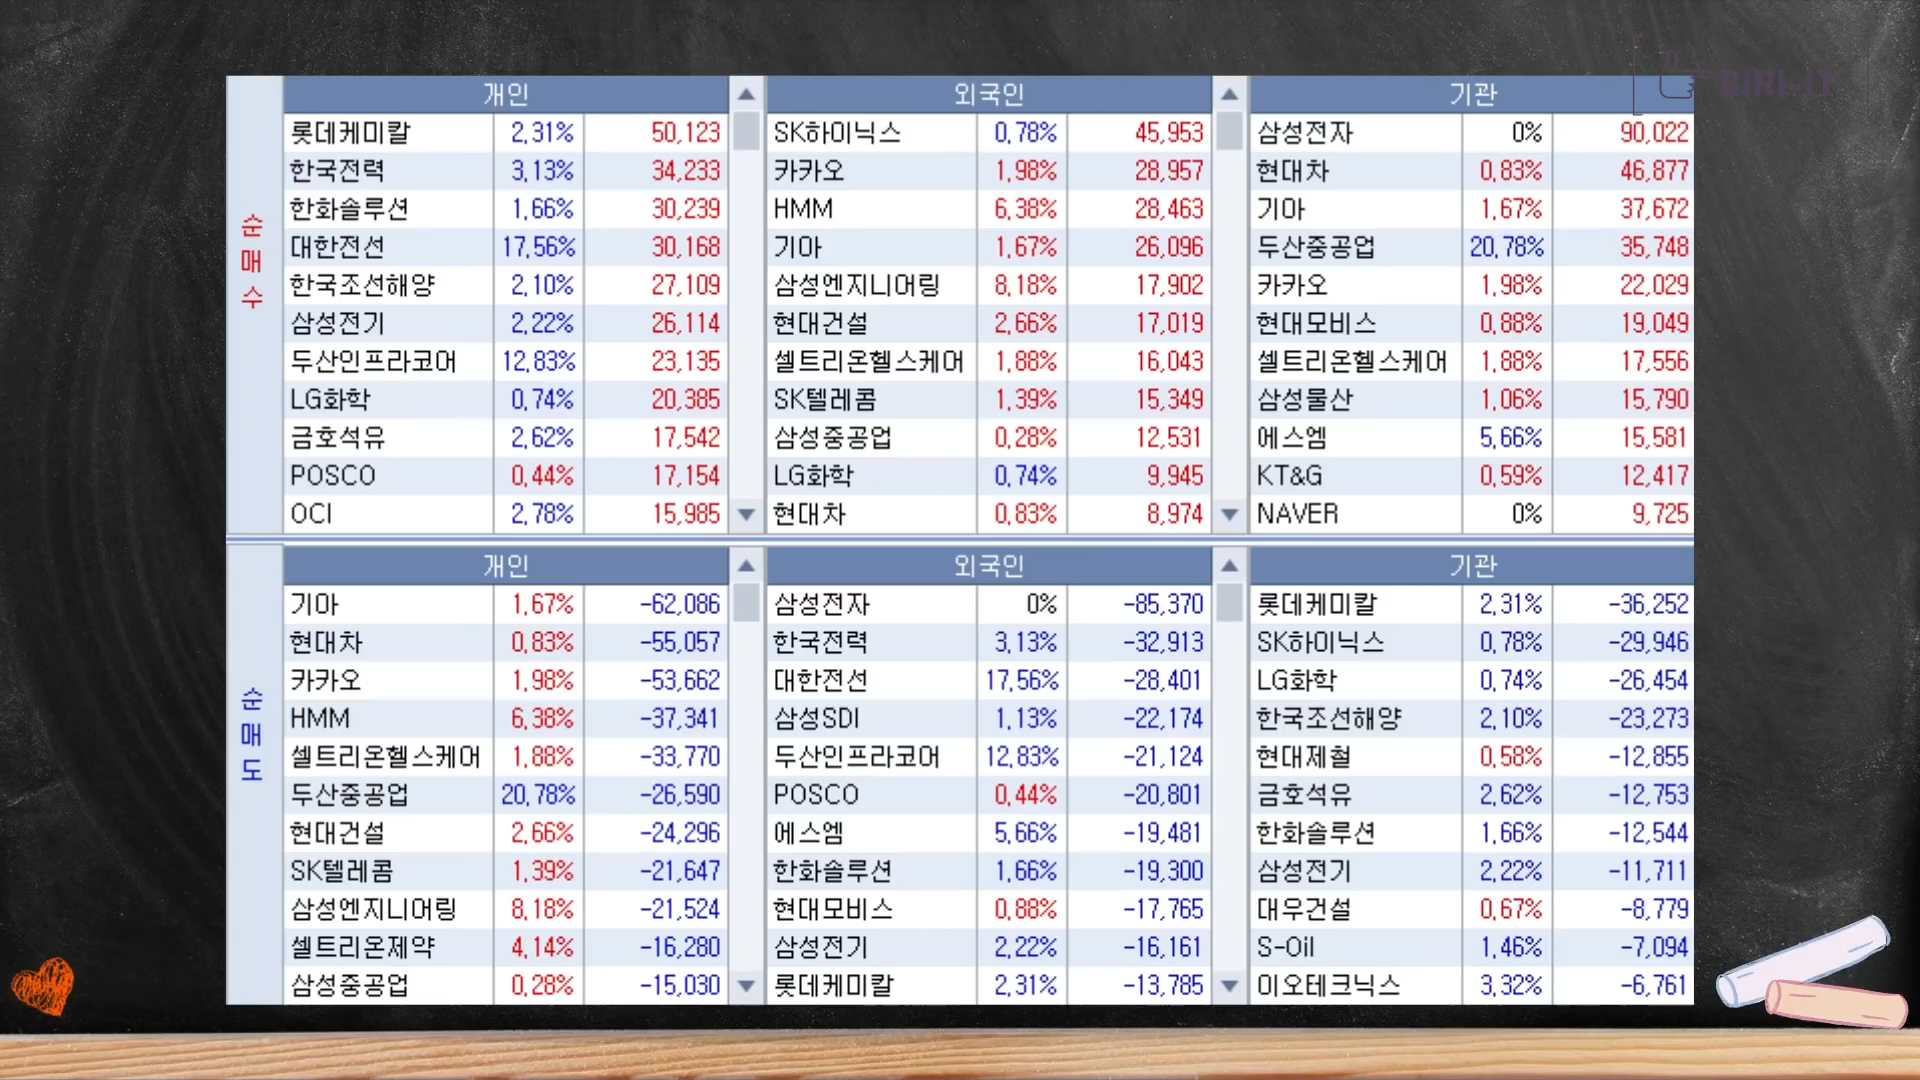 개인 외국인 기관
순매수
롯데케미칼 2,31% 50,123 SK하이닉스 0,78% 45,953 삼성전자 0% 90,022
한국전력 3,13% 34,233 카카오 1,98% 28,957 현대차 0,83% 46,877
한화솔루션 1,66% 30,239 HMM 6,38% 28,463 기아 1,67% 37,672
대한전선 17,56% 30,168 기아 1,67% 26,096 두산중공업 20,78% 35,748
한국조선해양 2,10% 27,109 삼성엔지니어링 8,18% 17,902 카카오 1,98% 22,029
삼성전기 2,22% 26,114 현대건설 2,66% 17,019 현대모비스 0,88% 19,049
두산인프라코어 12,83% 23,135 셀트리온헬스케어 1,88% 16,043 셀트리온헬스케어 1,88% 17,556
LG화학 0,74% 20,385 SK텔레콤 1,39% 15,349 삼성물산 1,06% 15,790
금호석유 2,62% 17,542 삼성중공업 0,28% 12,531 에스엠 5,66% 15,581
POSCO 0,44% 17,154 LG화학 0,74% 9,945 KT&G 0,59% 12,417
OCI 2,78% 15,985 현대차 0,83% 8,974 NAVER 0% 9,725
개인 외국인 기관
순매도
기아 1,67% -62,086 삼성전자 0% -85,370 롯데케미칼 2,31% -36,252
현대차 0,83% -55,057 한국전력 3,13% -32,913 SK하이닉스 0,78% -29,946
카카오 1,98% -53,662 대한전선 17,56% -28,401 LG화학 0,74% -26,454
HMM 6,38% -37,341 삼성SDI 1,13% -22,174 한국조선해양 2,10% -23,273
셀트리온헬스케어 1,88% -33,770 두산인프라코어 12,83% -21,124 현대제철 0,58% -12,855
두산중공업 20,78% -26,590 POSCO 0,44% -20,801 금호석유 2,62% -12,753
현대건설 2,66% -24,296 에스엠 5,66% -19,481 한화솔루션 1,66% -12,544
SK텔레콤 1,39% -21,647 한화솔루션 1,66% -19,300 삼성전기 2,22% -11,711
삼성엔지니어링 8,18% -21,524 현대모비스 0,88% -17,765 대우건설 0,67% -8,779
셀트리온제약 4,14% -16,280 삼성전기 2,22% -16,161 S-Oil 1,46% -7,094
삼성중공업 0,28% -15,030 롯데케미칼 2,31% -13,785 이오테크닉스 3,32% -6,761